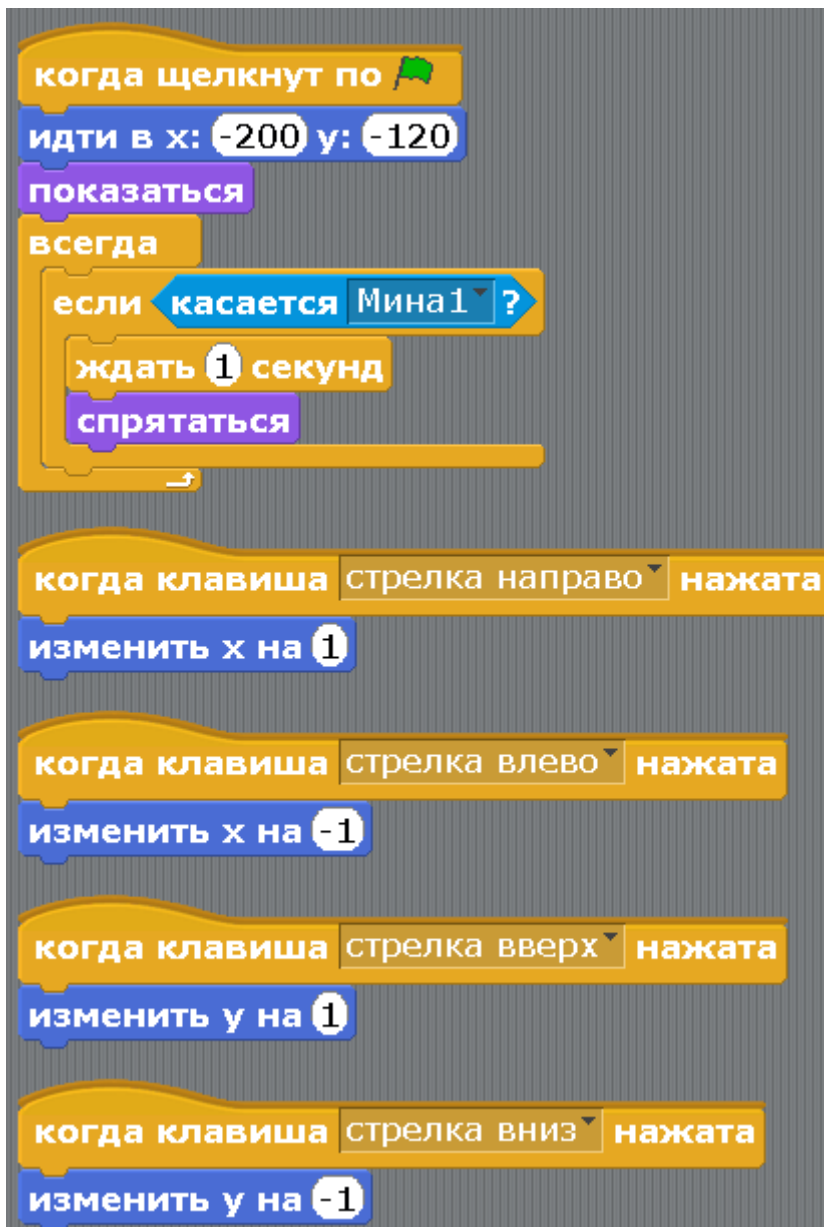 когда щелкнут по
идти в x: -200 y: -120
показаться
всегда
если касается Мина1 ?
ждать 1 секунд
спрятаться
когда клавиша стрелка направо нажата
изменить x на 1
когда клавиша стрелка влево нажата
изменить x на -1
когда клавиша стрелка вверх нажата
изменить y на 1
когда клавиша стрелка вниз нажата
изменить y на -1